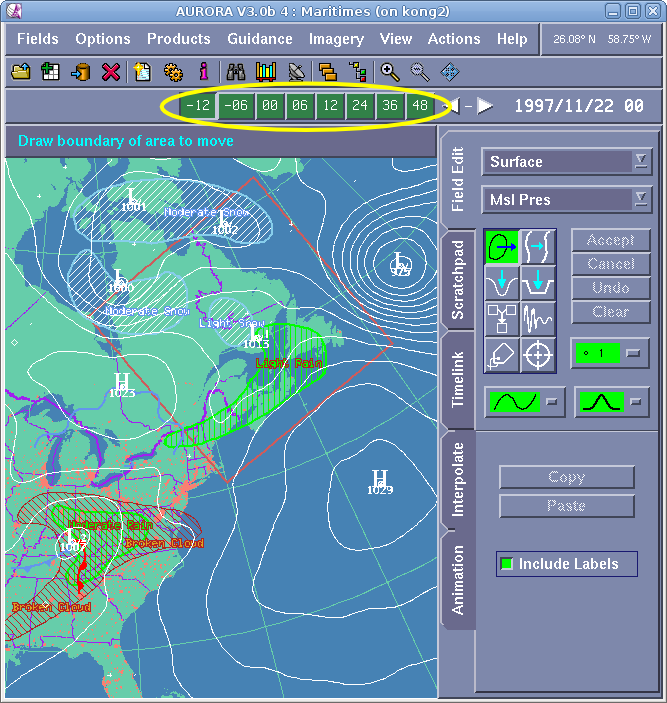 AURORA V3.0b 4 : Maritimes (on kong2)
Fields Options Products Guidance Imagery View Actions Help 26.08° N 58.75° W
-12 -06 00 06 12 24 36 48 1997/11/22 00
Draw boundary of area to move
Field Edit
Scratchpad
Timelink
Interpolate
Animation
Surface
Msl Pres
Accept
Cancel
Undo
Clear
1
Copy
Paste
Include Labels
L
1001
Moderate Snow
L
1002
L
975
L
1000
Moderate Snow
Light Snow
L
1013
Light Rain
H
1023
H
1029
Moderate Rain
Broken Cloud
Broken Cloud